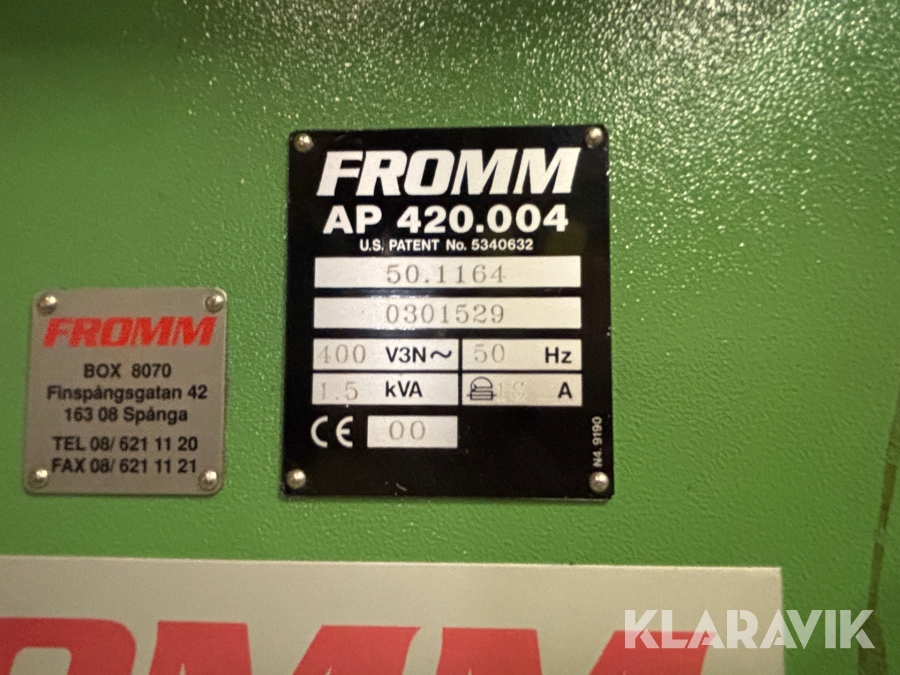 FROMM
AP 420.004
U.S. PATENT No. 5340632
50.1164
0301529
400 V3N~ 50 Hz
1.5 kVA 16 A
CE 00
N4. 9190
FROMM
BOX 8070
Finspångsgatan 42
163 08 Spånga
TEL 08/ 621 11 20
FAX 08/ 621 11 21
ROMM
KLARAVIK